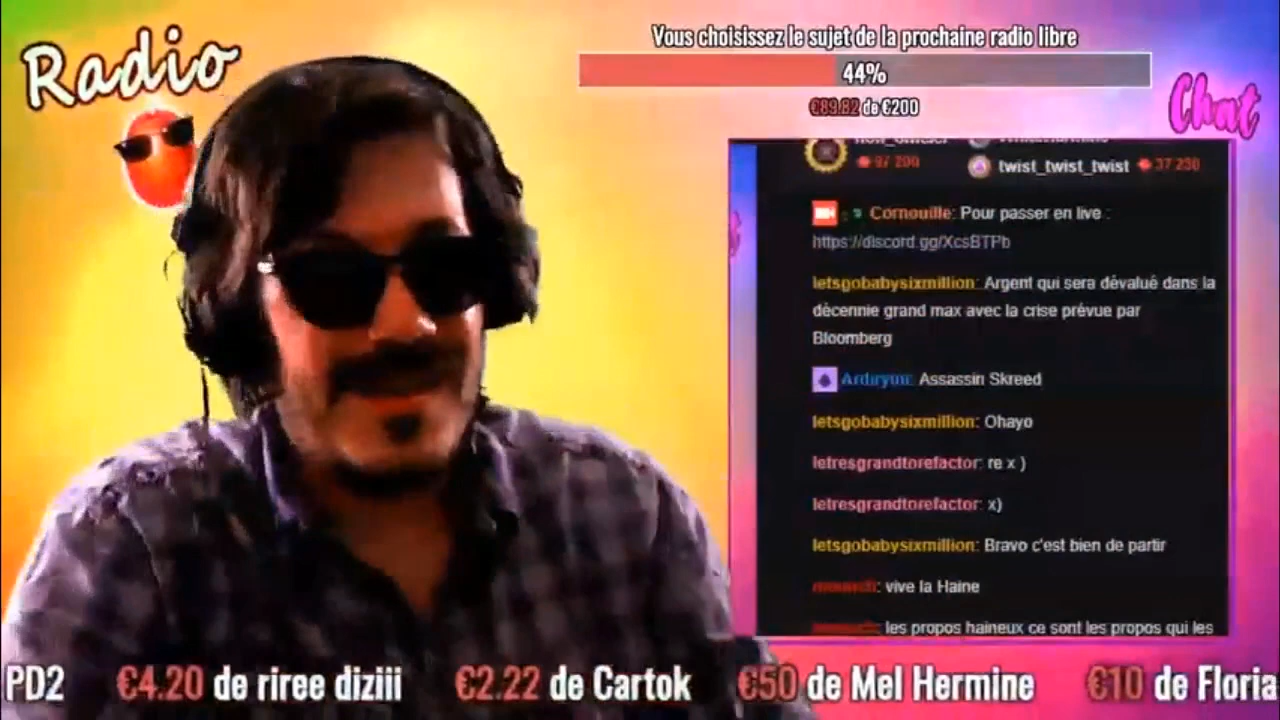 Radio
Vous choisissez le sujet de la prochaine radio libre
44%
€89.82 de €200
Chat
twist_twist_twist 37 230
Cornouille: Pour passer en live :
https://discord.gg/XcsBTPb
letsgobabysixmillion: Argent qui sera dévalué dans la
décennie grand max avec la crise prévue par
Bloomberg
Assassin Skreed
letsgobabysixmillion: Ohayo
letresgrandtorefactor: re x )
letresgrandtorefactor: x)
letsgobabysixmillion: Bravo c'est bien de partir
vive la Haine
les propos haineux ce sont les propos qui les
PD2 €4.20 de riree diziii €2.22 de Cartok €50 de Mel Hermine €10 de Floria